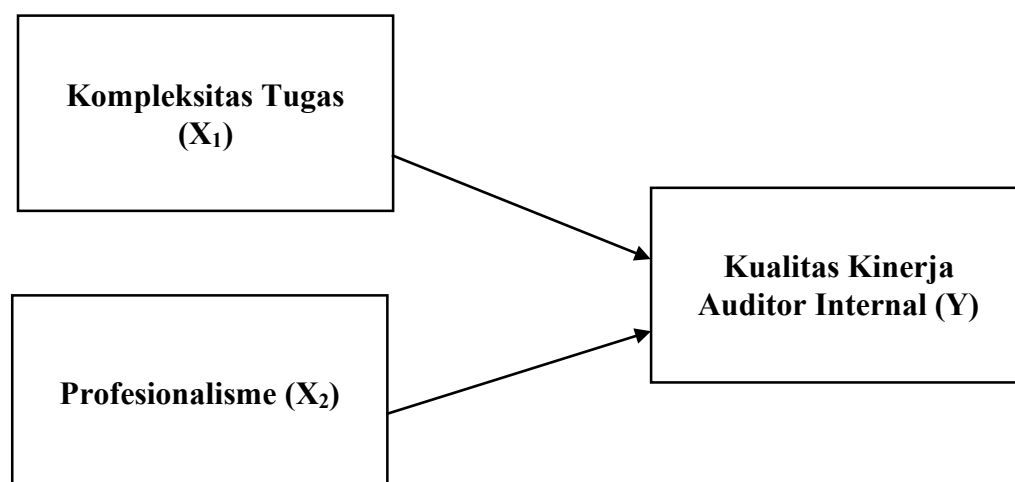 Kompleksitas Tugas
(X₁)
Kualitas Kinerja
Auditor Internal (Y)
Profesionalisme (X₂)